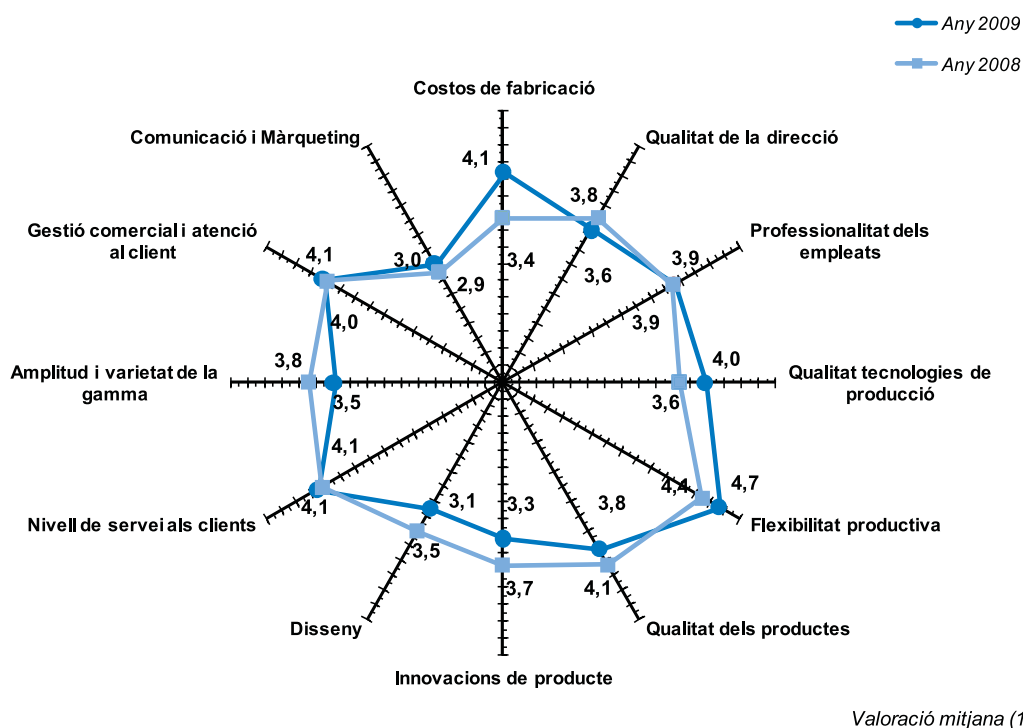 Any 2009
Any 2008
Costos de fabricació
Comunicació i Màrqueting
Qualitat de la direcció
4,1
3,8
Gestió comercial i atenció
al client
Professionalitat dels
empleats
4,1
3,0
3,4
3,6
3,9
2,9
4,0
3,9
3,8
4,0
Amplitud i varietat de la
gamma
Qualitat tecnologies de
producció
3,5
3,6
4,1
4,7
4,4
4,1
3,1
3,3
3,8
Nivell de servei als clients
Flexibilitat productiva
3,5
3,7
4,1
Disseny
Qualitat dels productes
Innovacions de producte
Valoració mitjana (1